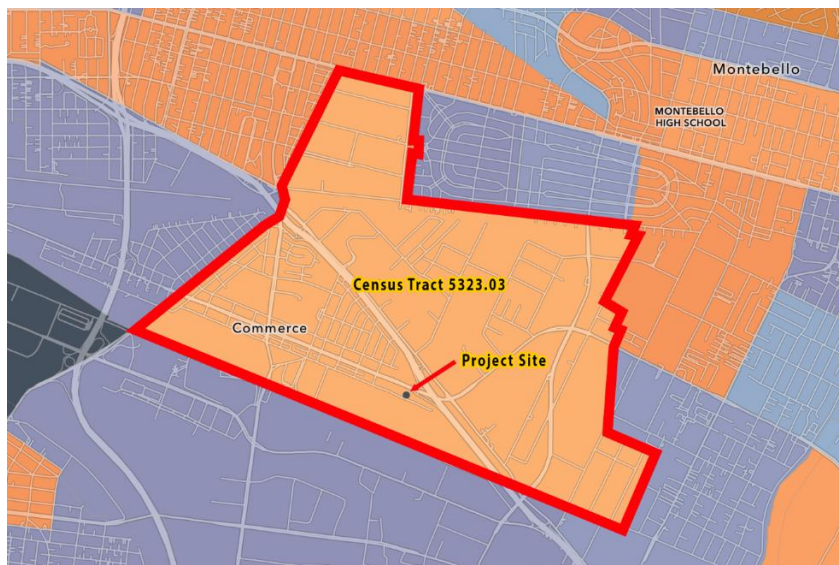 Montebello
MONTEBELLO
HIGH SCHOOL
Census Tract 5323.03
Commerce
Project Site